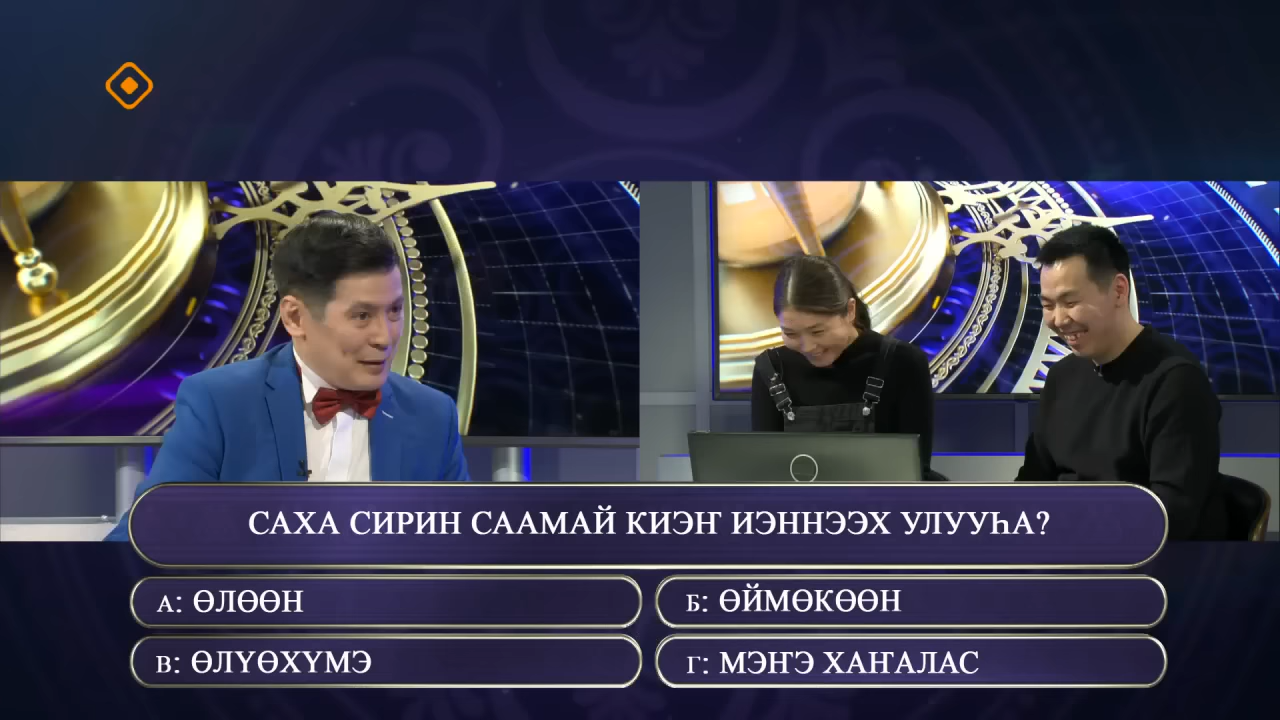 САХА СИРИН СААМАЙ КИЭҤ ИЭННЭЭХ УЛУУҺА?
А: ӨЛӨӨН
Б: ӨЙМӨКӨӨН
В: ӨЛҮӨХҮМЭ
Г: МЭҤЭ ХАҤАЛАС